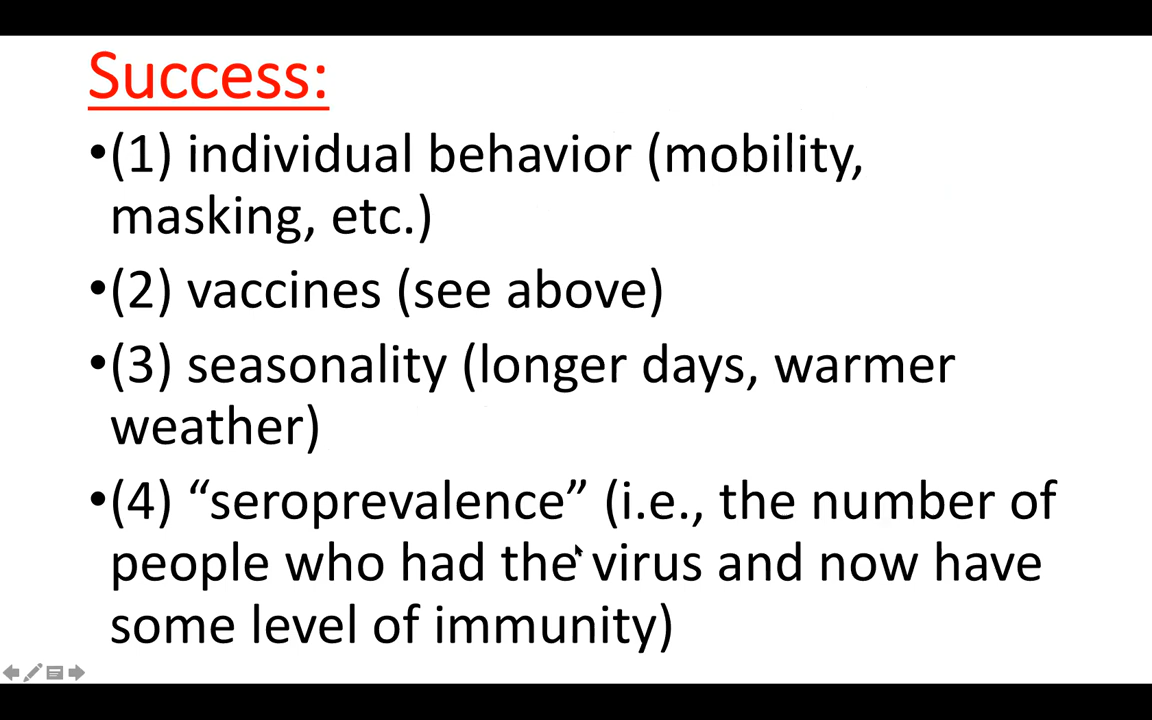 Success:
•(1) individual behavior (mobility,
masking, etc.)
•(2) vaccines (see above)
•(3) seasonality (longer days, warmer
weather)
•(4) “seroprevalence” (i.e., the number of
people who had the virus and now have
some level of immunity)